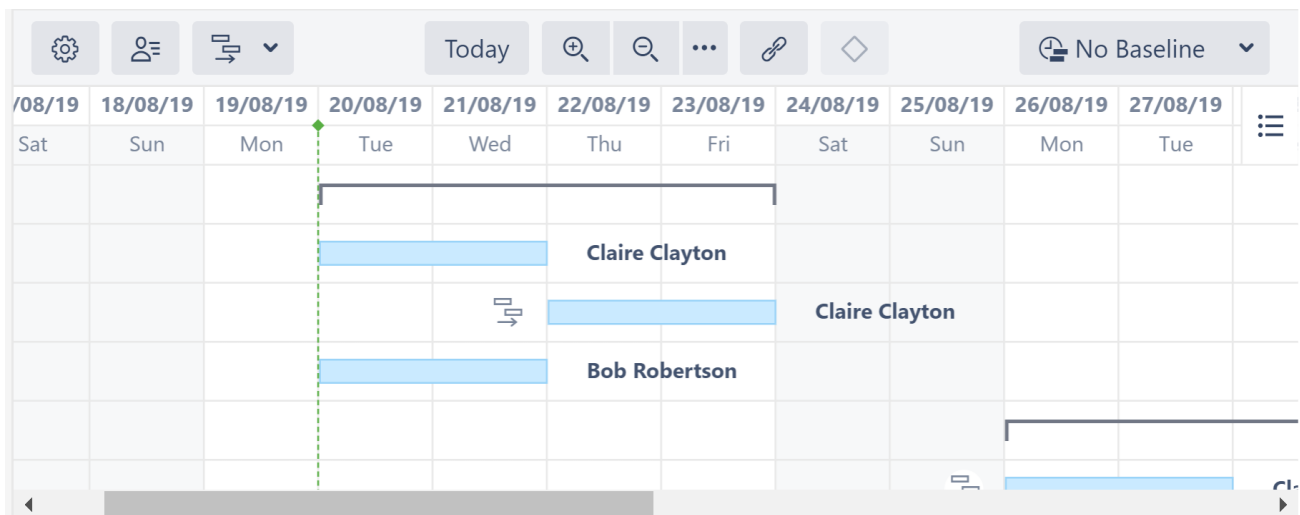 Today
No Baseline
/08/19 18/08/19 19/08/19 20/08/19 21/08/19 22/08/19 23/08/19 24/08/19 25/08/19 26/08/19 27/08/19
Sat Sun Mon Tue Wed Thu Fri Sat Sun Mon Tue
Claire Clayton
Claire Clayton
Bob Robertson